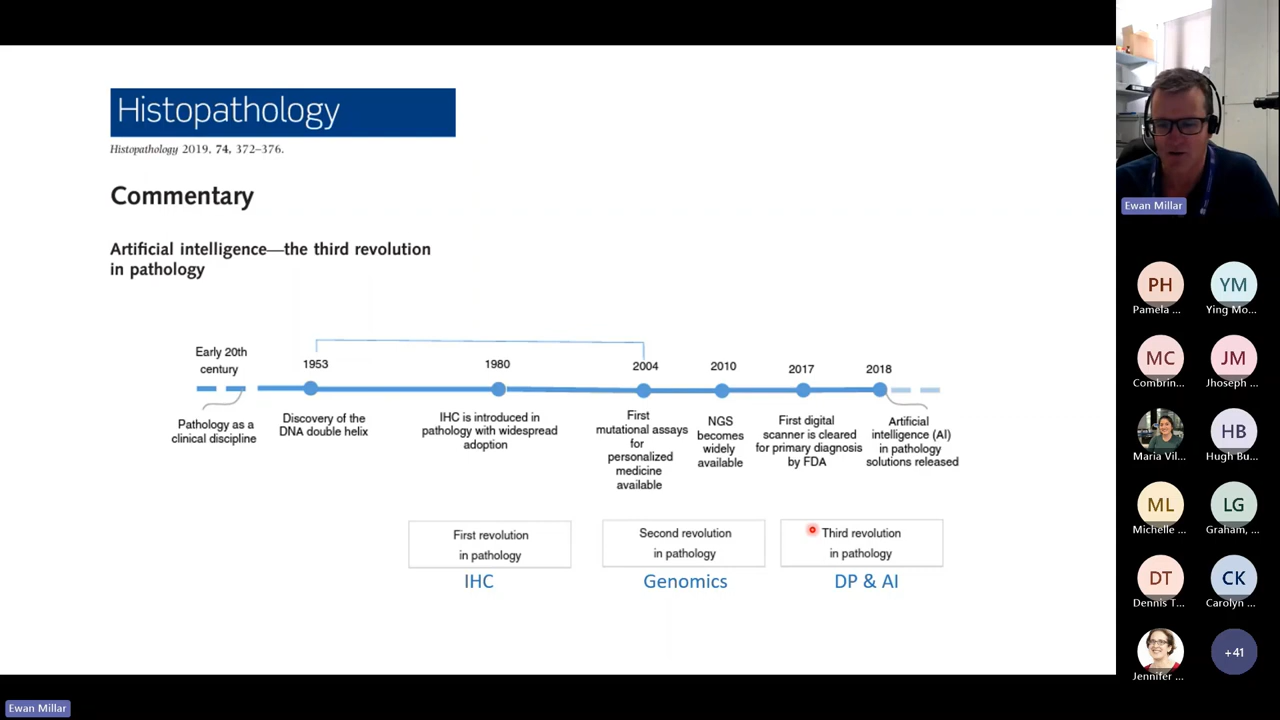 Histopathology
Histopathology 2019, 74, 372–376.
Commentary
Artificial intelligence—the third revolution
in pathology
Early 20th
century
1953
1980
2004
2010
2017
2018
Pathology as a
clinical discipline
Discovery of the
DNA double helix
IHC is introduced in
pathology with widespread
adoption
First
mutational assays
for
personalized
medicine
available
NGS
becomes
widely
available
First digital
scanner is cleared
for primary diagnosis
by FDA
Artificial
intelligence (AI)
in pathology
solutions released
First revolution
in pathology
IHC
Second revolution
in pathology
Genomics
Third revolution
in pathology
DP & AI
Ewan Millar
PH
Pamela ...
YM
Ying Mo...
MC
Combrin...
JM
Jhoseph ...
Maria Vil...
HB
Hugh Bu...
ML
Michelle ...
LG
Graham, ...
DT
Dennis T...
CK
Carolyn ...
Jennifer ...
+41
Ewan Millar